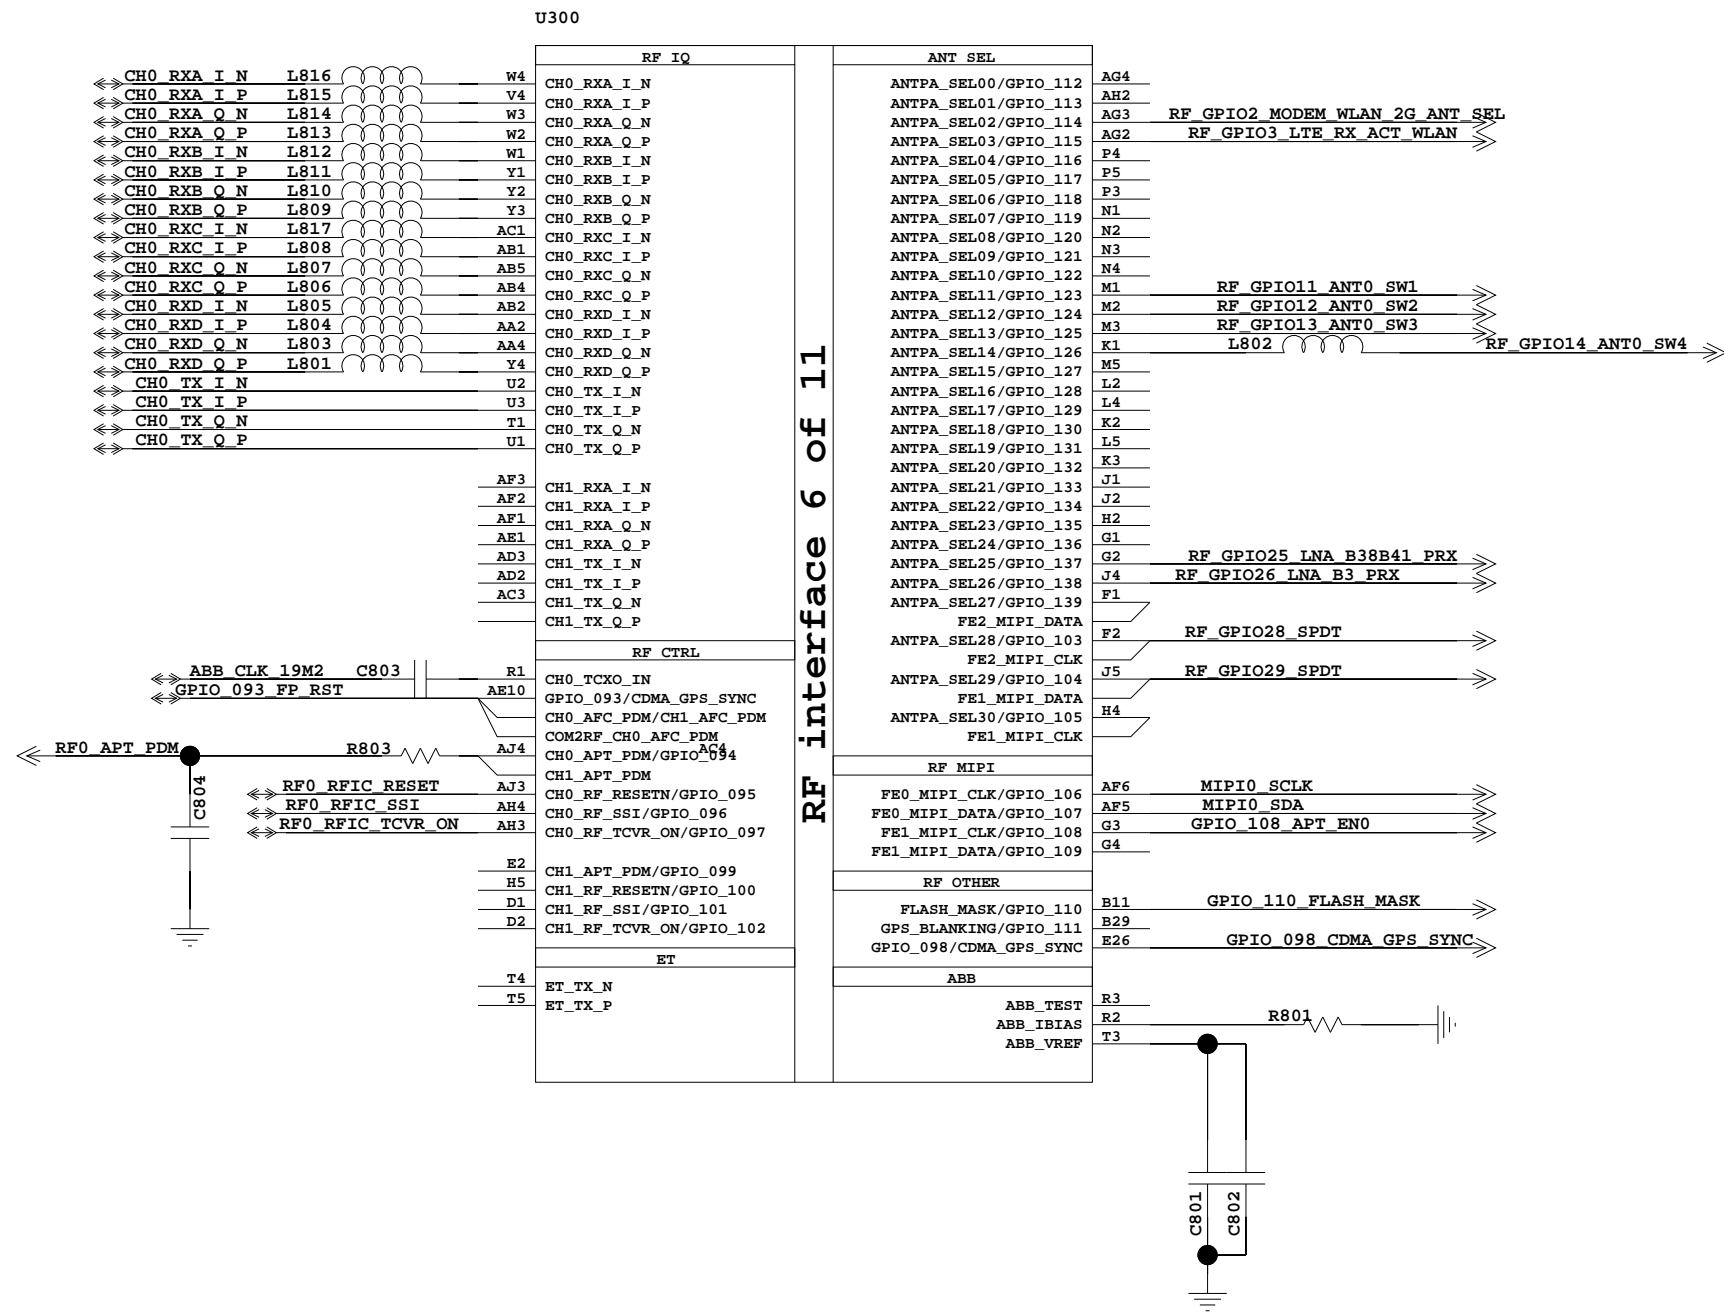 U300
RF IQ
CH0_RXA_I_N L816 W4 CH0_RXA_I_N
CH0_RXA_I_P L815 V4 CH0_RXA_I_P
CH0_RXA_Q_N L814 W3 CH0_RXA_Q_N
CH0_RXA_Q_P L813 W2 CH0_RXA_Q_P
CH0_RXB_I_N L812 W1 CH0_RXB_I_N
CH0_RXB_I_P L811 Y1 CH0_RXB_I_P
CH0_RXB_Q_N L810 Y2 CH0_RXB_Q_N
CH0_RXB_Q_P L809 Y3 CH0_RXB_Q_P
CH0_RXC_I_N L817 AC1 CH0_RXC_I_N
CH0_RXC_I_P L808 AB1 CH0_RXC_I_P
CH0_RXC_Q_N L807 AB5 CH0_RXC_Q_N
CH0_RXC_Q_P L806 AB4 CH0_RXC_Q_P
CH0_RXD_I_N L805 AB2 CH0_RXD_I_N
CH0_RXD_I_P L804 AA2 CH0_RXD_I_P
CH0_RXD_Q_N L803 AA4 CH0_RXD_Q_N
CH0_RXD_Q_P L801 Y4 CH0_RXD_Q_P
CH0_TX_I_N U2 CH0_TX_I_N
CH0_TX_I_P U3 CH0_TX_I_P
CH0_TX_Q_N T1 CH0_TX_Q_N
CH0_TX_Q_P U1 CH0_TX_Q_P
AF3 CH1_RXA_I_N
AF2 CH1_RXA_I_P
AF1 CH1_RXA_Q_N
AE1 CH1_RXA_Q_P
AD3 CH1_TX_I_N
AD2 CH1_TX_I_P
AC3 CH1_TX_Q_N
CH1_TX_Q_P
RF CTRL
ABB_CLK_19M2 C803 R1 CH0_TCXO_IN
GPIO_093_FP_RST AE10 GPIO_093/CDMA_GPS_SYNC
CH0_AFC_PDM/CH1_AFC_PDM
COM2RF_CH0_AFC_PDM
AC4
RF0_APT_PDM R803 AJ4 CH0_APT_PDM/GPIO_094
CH1_APT_PDM
C804
RF0_RFIC_RESET AJ3 CH0_RF_RESETN/GPIO_095
RF0_RFIC_SSI AH4 CH0_RF_SSI/GPIO_096
RF0_RFIC_TCVR_ON AH3 CH0_RF_TCVR_ON/GPIO_097
E2 CH1_APT_PDM/GPIO_099
H5 CH1_RF_RESETN/GPIO_100
D1 CH1_RF_SSI/GPIO_101
D2 CH1_RF_TCVR_ON/GPIO_102
ET
T4 ET_TX_N
T5 ET_TX_P
RF interface 6 of 11
ANT SEL
ANTPA_SEL00/GPIO_112 AG4
ANTPA_SEL01/GPIO_113 AH2
ANTPA_SEL02/GPIO_114 AG3 RF_GPIO2_MODEM_WLAN_2G_ANT_SEL
ANTPA_SEL03/GPIO_115 AG2 RF_GPIO3_LTE_RX_ACT_WLAN
ANTPA_SEL04/GPIO_116 P4
ANTPA_SEL05/GPIO_117 P5
ANTPA_SEL06/GPIO_118 P3
ANTPA_SEL07/GPIO_119 N1
ANTPA_SEL08/GPIO_120 N2
ANTPA_SEL09/GPIO_121 N3
ANTPA_SEL10/GPIO_122 N4
ANTPA_SEL11/GPIO_123 M1 RF_GPIO11_ANT0_SW1
ANTPA_SEL12/GPIO_124 M2 RF_GPIO12_ANT0_SW2
ANTPA_SEL13/GPIO_125 M3 RF_GPIO13_ANT0_SW3
ANTPA_SEL14/GPIO_126 K1 L802 RF_GPIO14_ANT0_SW4
ANTPA_SEL15/GPIO_127 M5
ANTPA_SEL16/GPIO_128 L2
ANTPA_SEL17/GPIO_129 L4
ANTPA_SEL18/GPIO_130 K2
ANTPA_SEL19/GPIO_131 L5
ANTPA_SEL20/GPIO_132 K3
ANTPA_SEL21/GPIO_133 J1
ANTPA_SEL22/GPIO_134 J2
ANTPA_SEL23/GPIO_135 H2
ANTPA_SEL24/GPIO_136 G1
ANTPA_SEL25/GPIO_137 G2 RF_GPIO25_LNA_B38B41_PRX
ANTPA_SEL26/GPIO_138 J4 RF_GPIO26_LNA_B3_PRX
ANTPA_SEL27/GPIO_139 F1
FE2_MIPI_DATA
ANTPA_SEL28/GPIO_103 F2 RF_GPIO28_SPDT
FE2_MIPI_CLK
ANTPA_SEL29/GPIO_104 J5 RF_GPIO29_SPDT
FE1_MIPI_DATA
ANTPA_SEL30/GPIO_105 H4
FE1_MIPI_CLK
RF MIPI
FE0_MIPI_CLK/GPIO_106 AF6 MIPI0_SCLK
FE0_MIPI_DATA/GPIO_107 AF5 MIPI0_SDA
FE1_MIPI_CLK/GPIO_108 G3 GPIO_108_APT_EN0
FE1_MIPI_DATA/GPIO_109 G4
RF OTHER
FLASH_MASK/GPIO_110 B11 GPIO_110_FLASH_MASK
GPS_BLANKING/GPIO_111 B29
GPIO_098/CDMA_GPS_SYNC E26 GPIO_098_CDMA_GPS_SYNC
ABB
ABB_TEST R3
ABB_IBIAS R2 R801
ABB_VREF T3
C801
C802